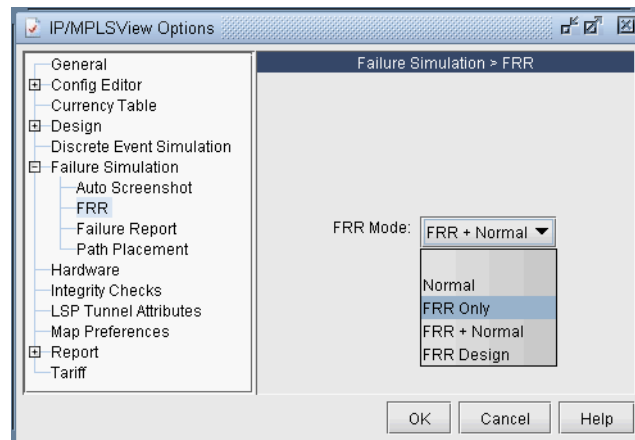 IP/MPLSView Options
General
Config Editor
Currency Table
Design
Discrete Event Simulation
Failure Simulation
Auto Screenshot
FRR
Failure Report
Path Placement
Hardware
Integrity Checks
LSP Tunnel Attributes
Map Preferences
Report
Tariff
Failure Simulation > FRR
FRR Mode: FRR + Normal
Normal
FRR Only
FRR + Normal
FRR Design
OK Cancel Help